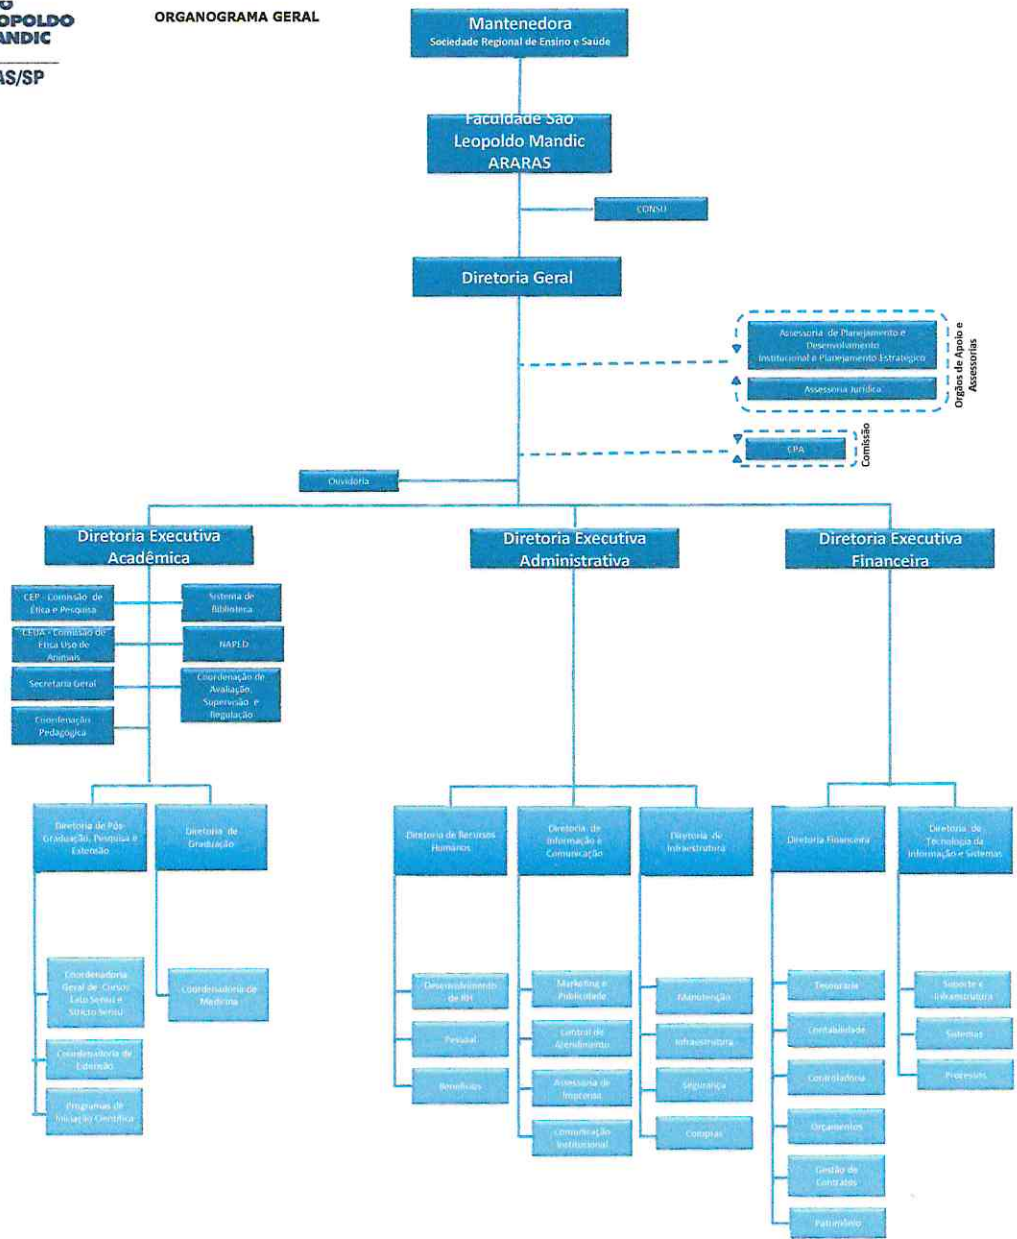 OPOLDO
ANDIC
AS/SP
ORGANOGRAMA GERAL
Mantenedora
Sociedade Regional de Ensino e Saúde
Faculdade São
Leopoldo Mandic
ARARAS
CONSU
Diretoria Geral
Assessoria de Planejamento e
Desenvolvimento
Institucional e Planejamento Estratégico
Assessoria Jurídica
Orgãos de Apoio e
Assessorias
CPA
Comissão
Ouvidoria
Diretoria Executiva
Acadêmica
Diretoria Executiva
Administrativa
Diretoria Executiva
Financeira
CEP - Comissão de
Ética e Pesquisa
Sistema de
Biblioteca
CEUA - Comissão de
Ética Uso de
Animais
NAPED
Secretaria Geral
Coordenação de
Avaliação,
Supervisão e
Regulação
Coordenação
Pedagógica
Diretoria de Pós-
Graduação, Pesquisa e
Extensão
Diretoria de
Graduação
Diretoria de Recursos
Humanos
Diretoria de
Informação e
Comunicação
Diretoria de
Infraestrutura
Diretoria Financeira
Diretoria de
Tecnologia da
Informação e Sistemas
Coordenadoria
Geral de Cursos
Lato Sensu e
Stricto Sensu
Coordenadoria de
Extensão
Programas de
Iniciação Científica
Coordenadoria de
Medicina
Desenvolvimento
de RH
Pessoal
Benefícios
Marketing e
Publicidade
Central de
Atendimento
Assessoria de
Imprensa
Comunicação
Institucional
Manutenção
Infraestrutura
Segurança
Compras
Tesouraria
Contabilidade
Controladoria
Orçamentos
Gestão de
Contratos
Patrimônio
Suporte e
Infraestrutura
Sistemas
Processos